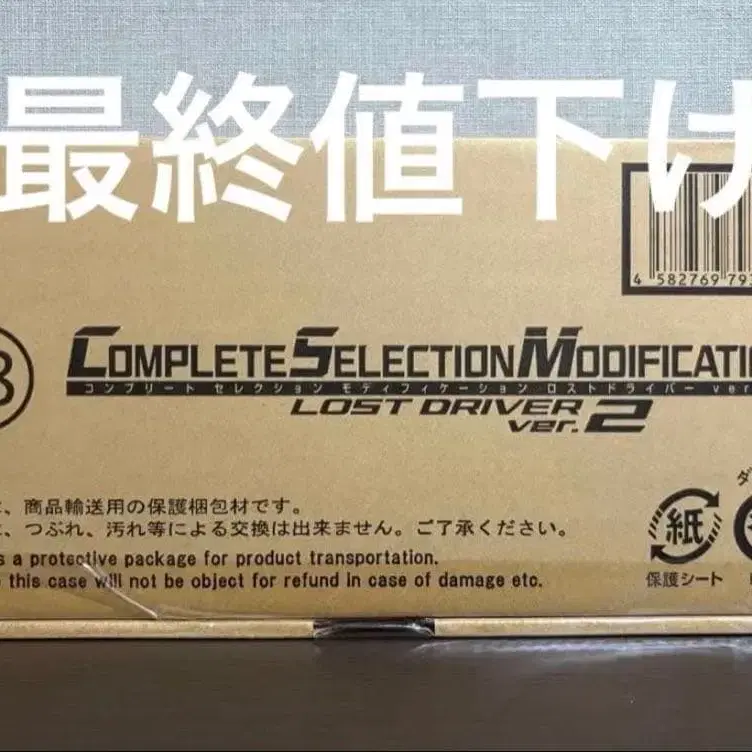 最終値下げ
4 582769 793
COMPLETE SELECTION MODIFICATI
コンプリート セレクション モディフィケーション ロストドライバー ver
LOST DRIVER
ver. 2
、商品輸送用の保護梱包材です。
、つぶれ、汚れ等による交換は出来ません。ご了承ください。
s a protective package for product transportation.
this case will not be object for refund in case of damage etc.
紙
保護シート